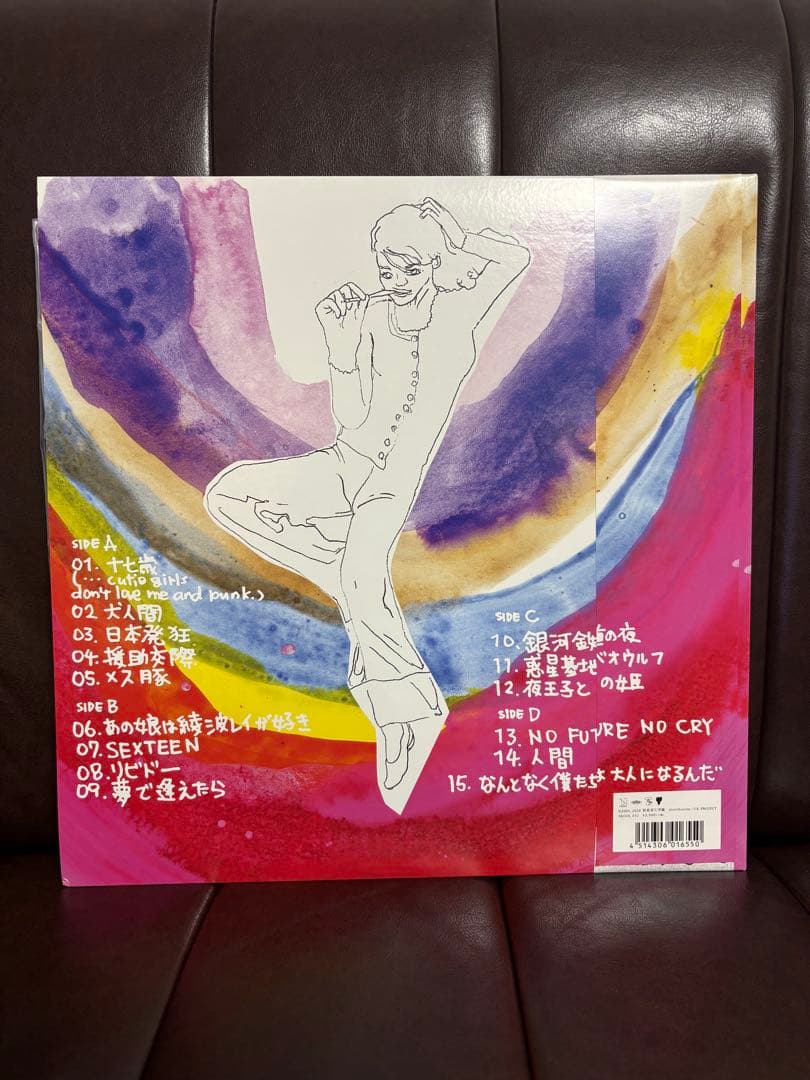 SIDE A
01. 十七歳
(... cutie girls
don't love me and punk.)
02 犬人間
03. 日本発狂
04. 援助交際
05. メス豚
SIDE B
06. あの娘は綾波レイが好き
07. SEXTEEN
08. リビドー
09. 夢で逢えたら
SIDE C
10. 銀河鉄道の夜
11. 惑星基地ベオウルフ
12. 夜王子と の姫
SIDE D
13. NO FUTURE NO CRY
14. 人間
15. なんとなく僕たちは大人になるんだ
4 514306 016550